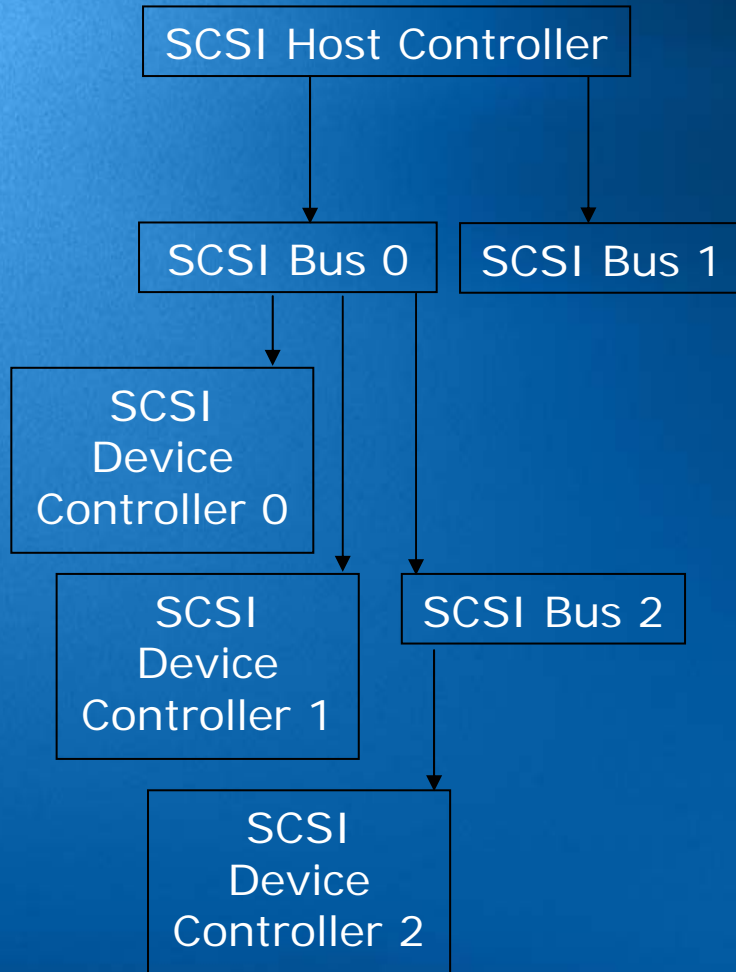 SCSI Host Controller
SCSI Bus 0
SCSI Bus 1
SCSI
Device
Controller 0
SCSI
Device
Controller 1
SCSI Bus 2
SCSI
Device
Controller 2